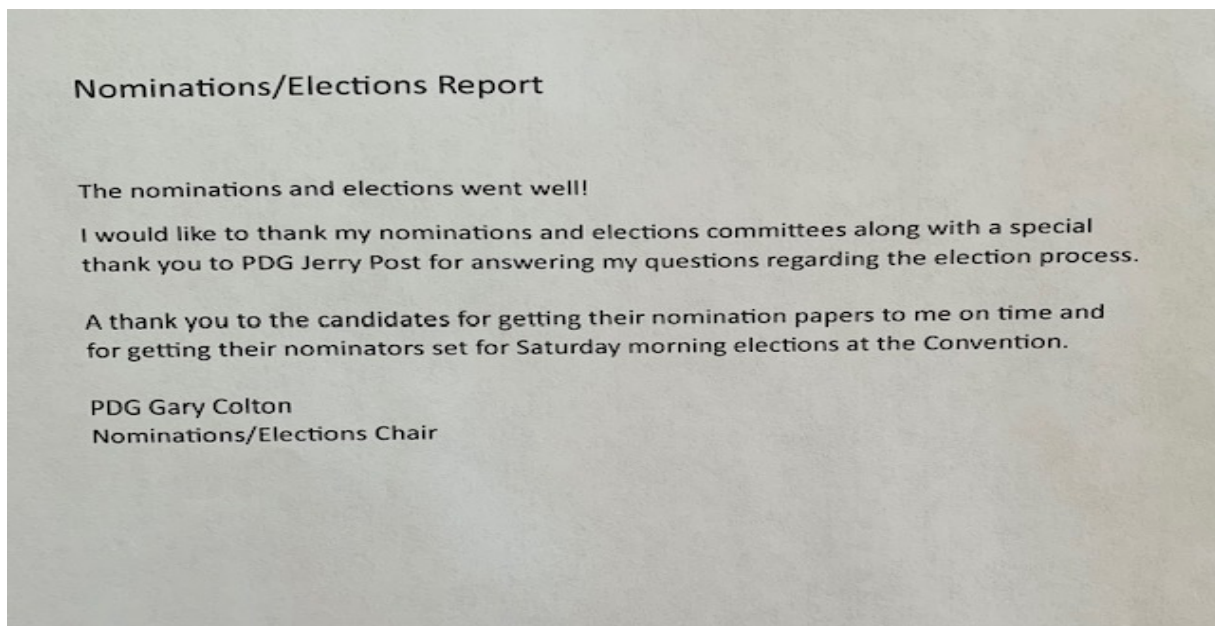 Nominations/Elections Report
The nominations and elections went well!
I would like to thank my nominations and elections committees along with a special
thank you to PDG Jerry Post for answering my questions regarding the election process.
A thank you to the candidates for getting their nomination papers to me on time and
for getting their nominators set for Saturday morning elections at the Convention.
PDG Gary Colton
Nominations/Elections Chair